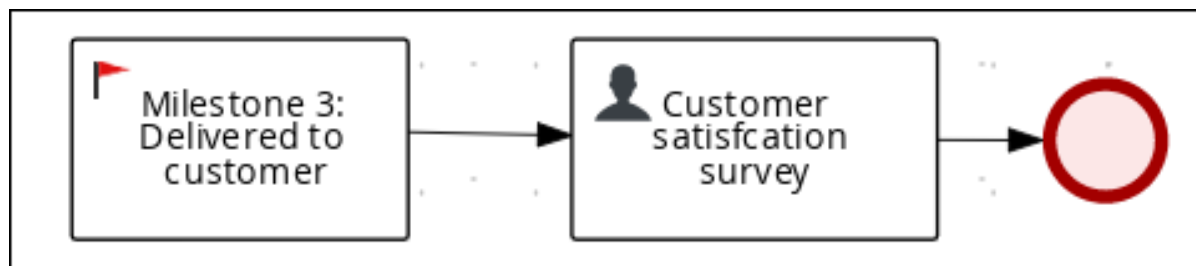 Milestone 3:
Delivered to
customer
Customer
satisfcation
survey